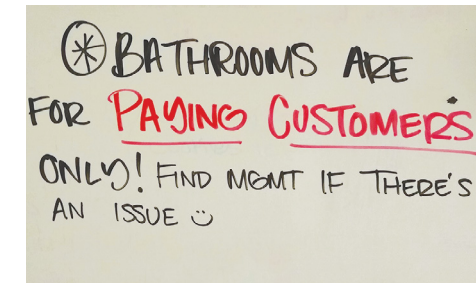 * BATHROOMS ARE
FOR PAYING CUSTOMERS
ONLY! FIND MGMT IF THERE'S
AN ISSUE :)